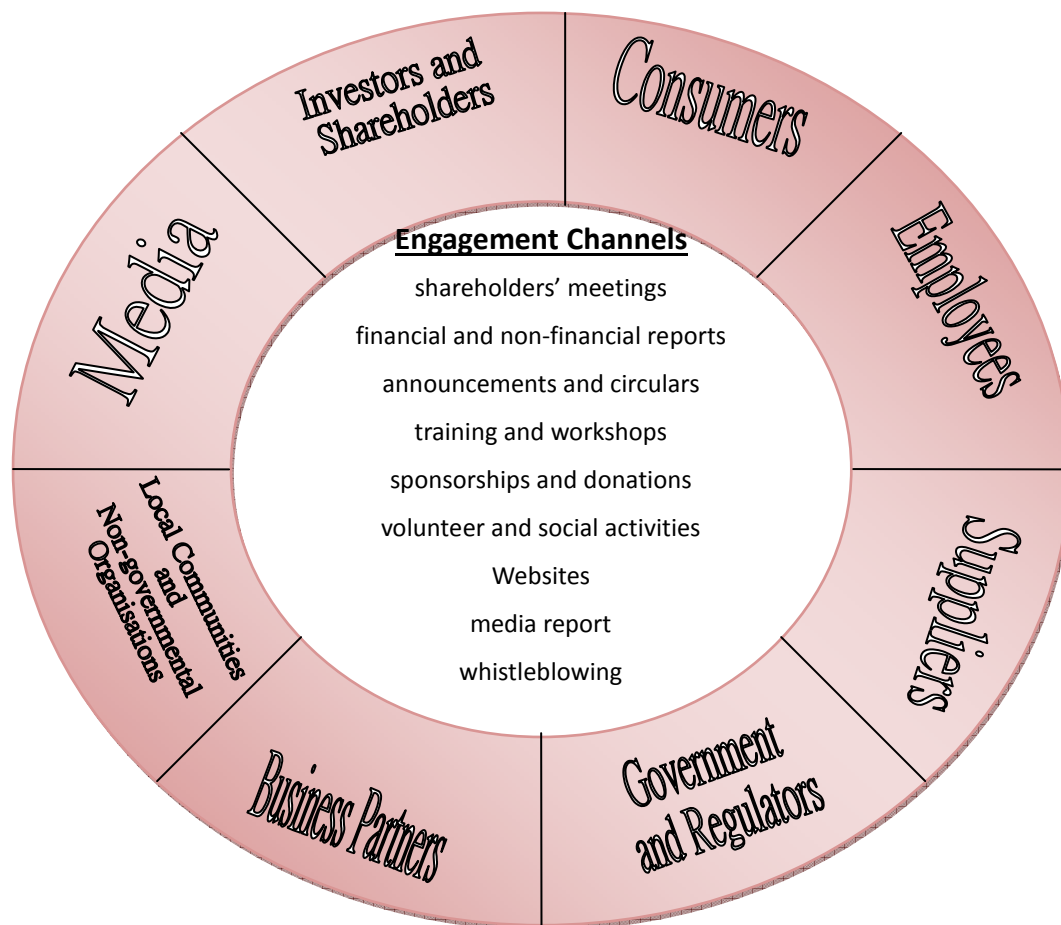 Investors and
Shareholders
Consumers
Employees
Suppliers
Government
and Regulators
Business Partners
Local Communities
and
Non-governmental
Organisations
Media
Engagement Channels
shareholders’ meetings
financial and non-financial reports
announcements and circulars
training and workshops
sponsorships and donations
volunteer and social activities
Websites
media report
whistleblowing